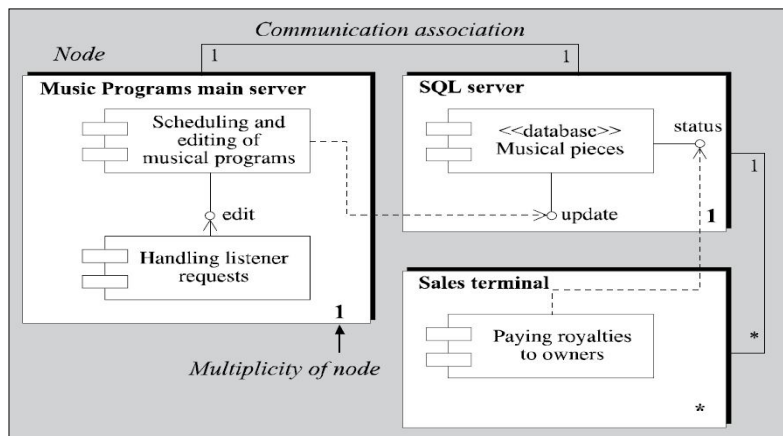 Communication association
Node
1
1
Music Programs main server
Scheduling and
editing of
musical programs
edit
Handling listener
requests
1
Multiplicity of node
SQL server
<<database>>
Musical pieces
status
update
1
1
Sales terminal
Paying royalties
to owners
*
*